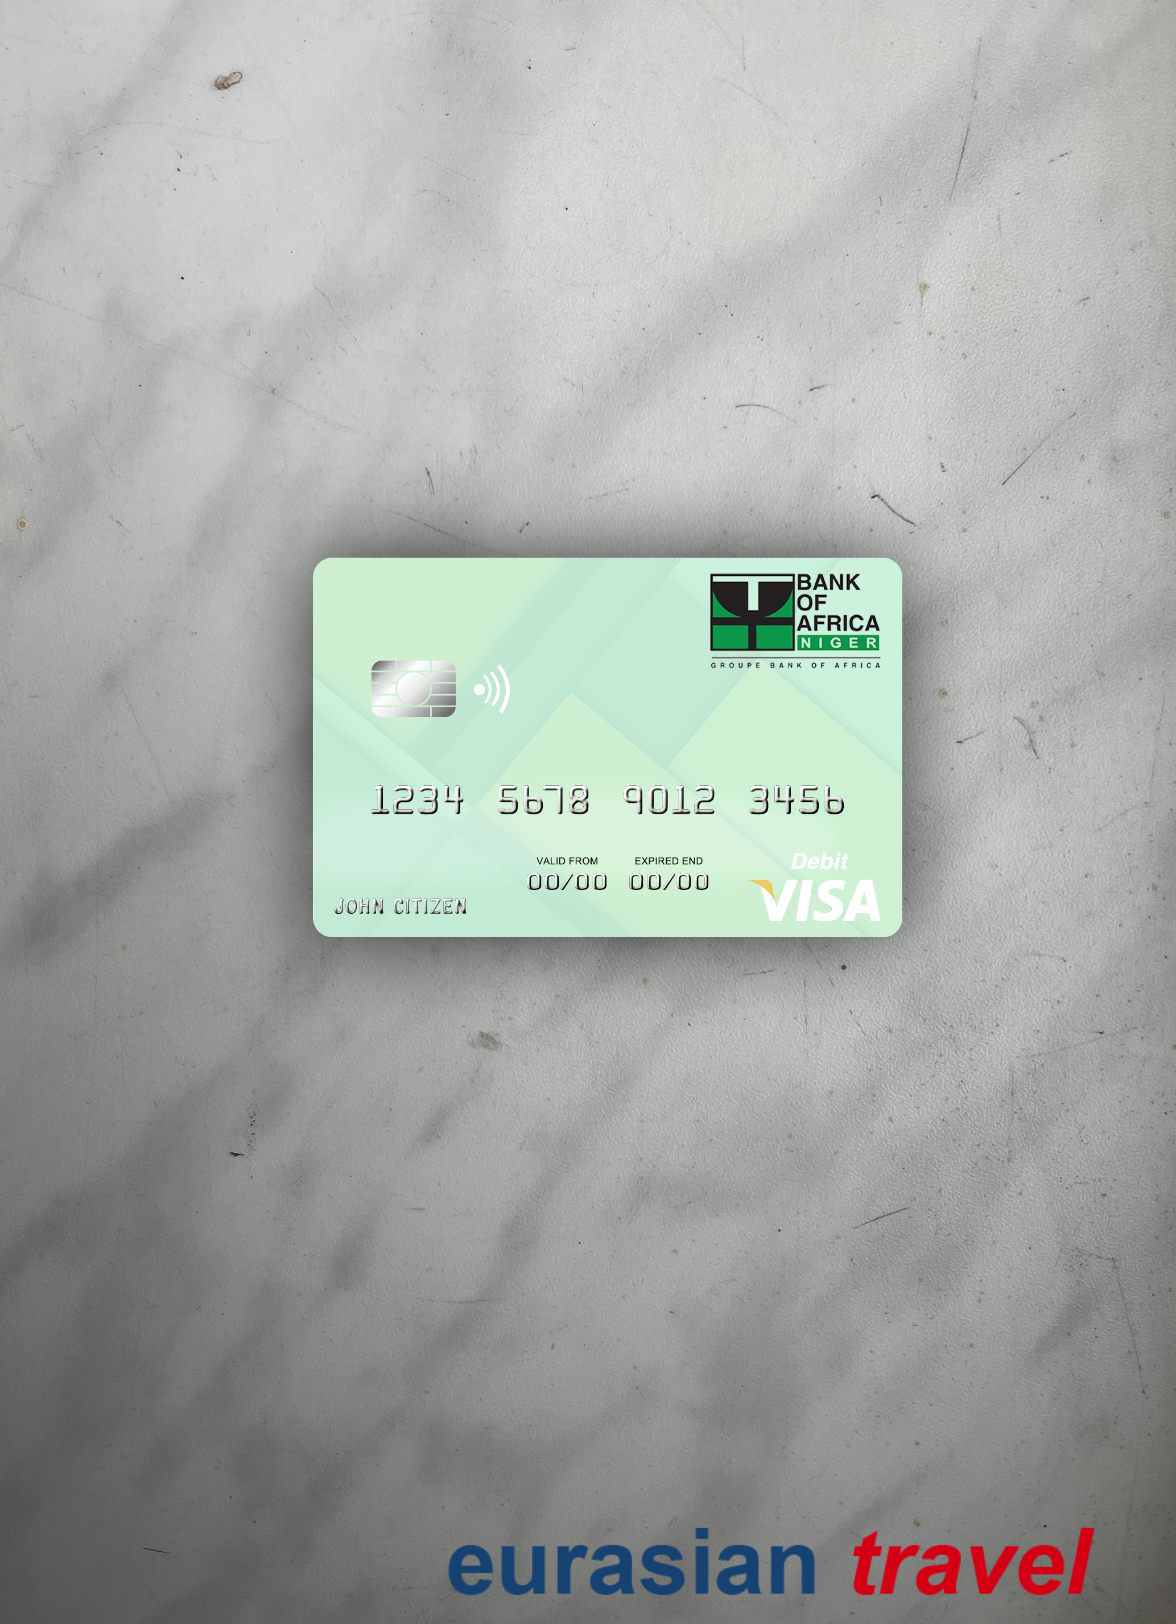 BANK
OF
AFRICA
NIGER
GROUPE BANK OF AFRICA
1234 5678 9012 3456
VALID FROM EXPIRED END
00/00 00/00
Debit
VISA
JOHN CITIZEN
eurasian travel